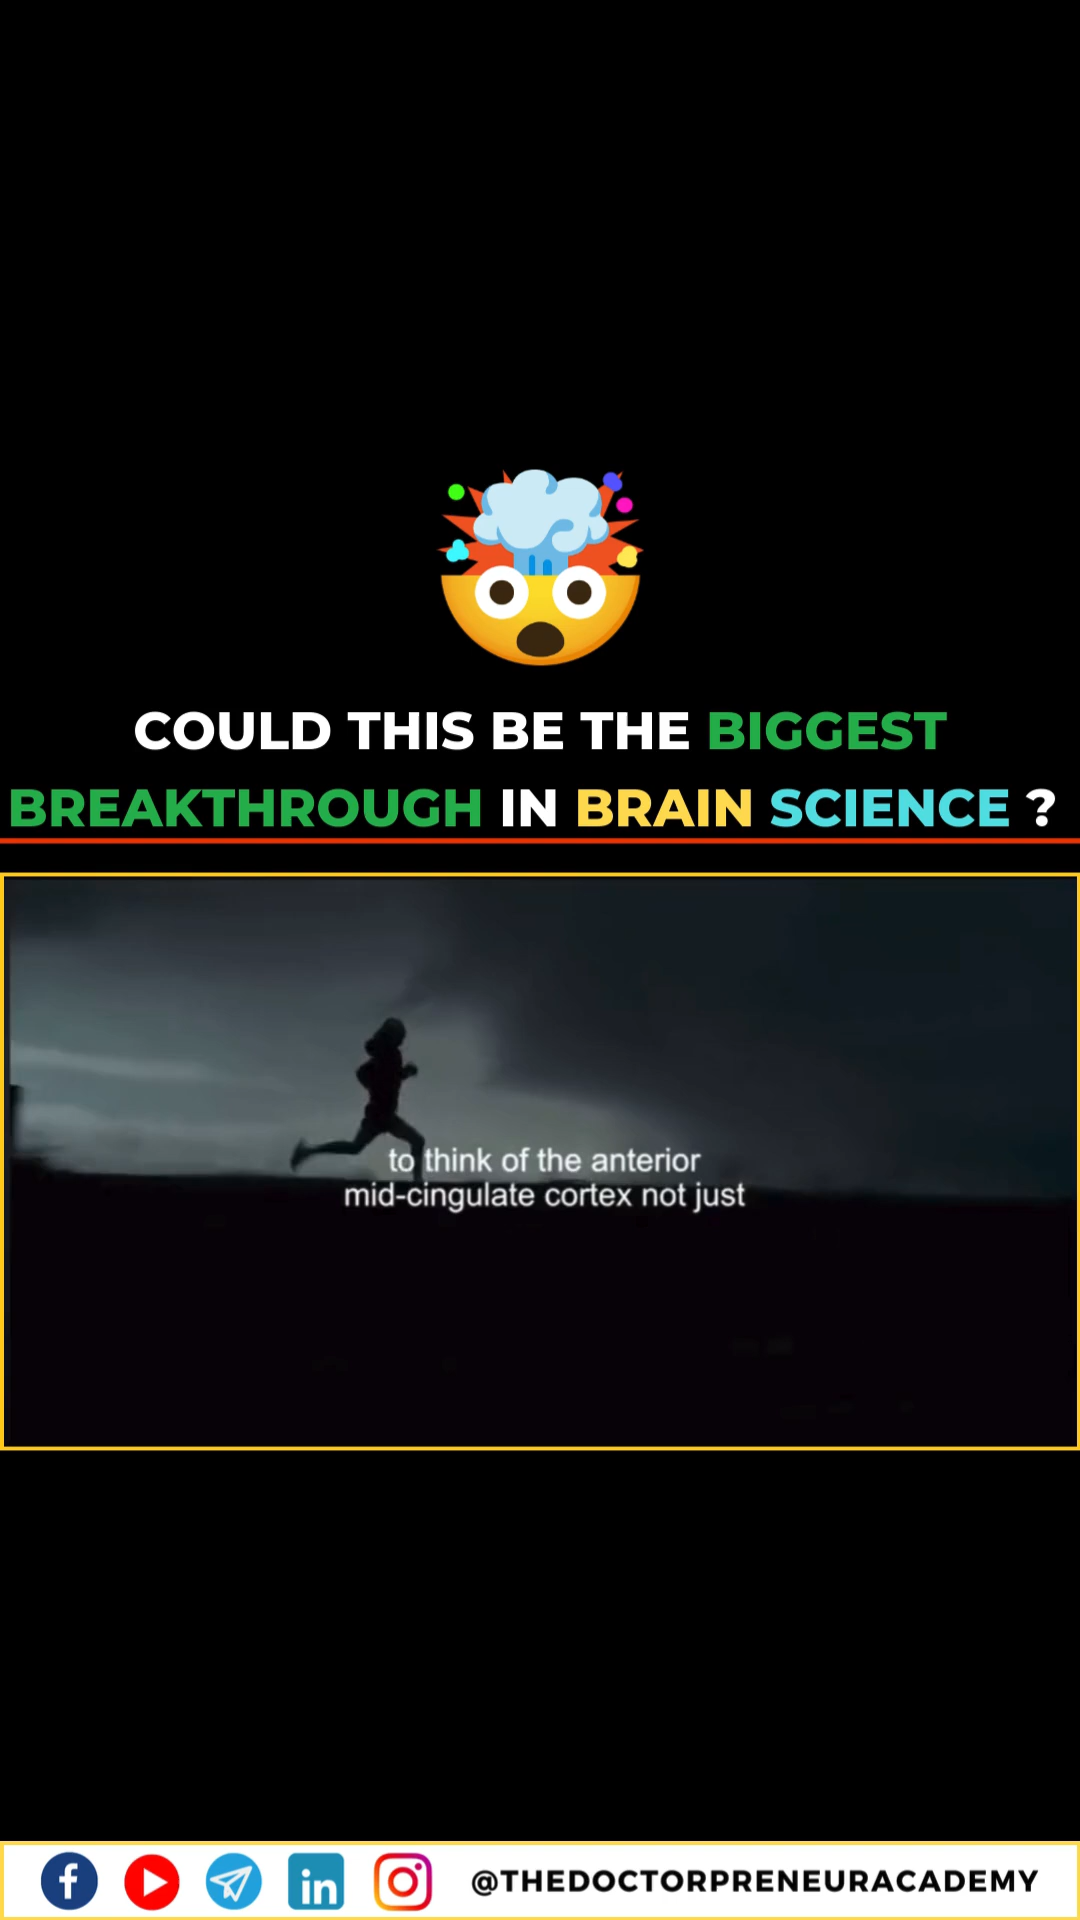 COULD THIS BE THE BIGGEST
BREAKTHROUGH IN BRAIN SCIENCE ?
to think of the anterior
mid-cingulate cortex not just
@THEDOCTORPRENEURACADEMY